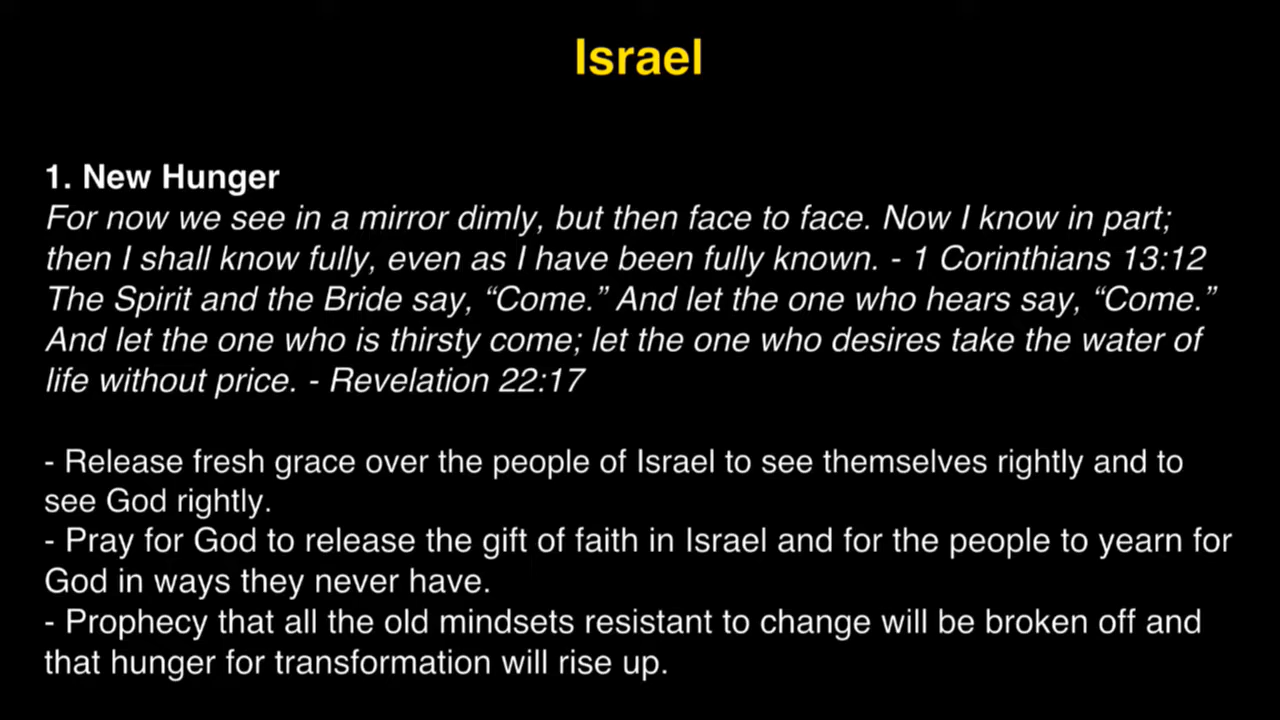 Israel
1. New Hunger
For now we see in a mirror dimly, but then face to face. Now I know in part;
then I shall know fully, even as I have been fully known. - 1 Corinthians 13:12
The Spirit and the Bride say, “Come.” And let the one who hears say, “Come.”
And let the one who is thirsty come; let the one who desires take the water of
life without price. - Revelation 22:17
- Release fresh grace over the people of Israel to see themselves rightly and to
see God rightly.
- Pray for God to release the gift of faith in Israel and for the people to yearn for
God in ways they never have.
- Prophecy that all the old mindsets resistant to change will be broken off and
that hunger for transformation will rise up.